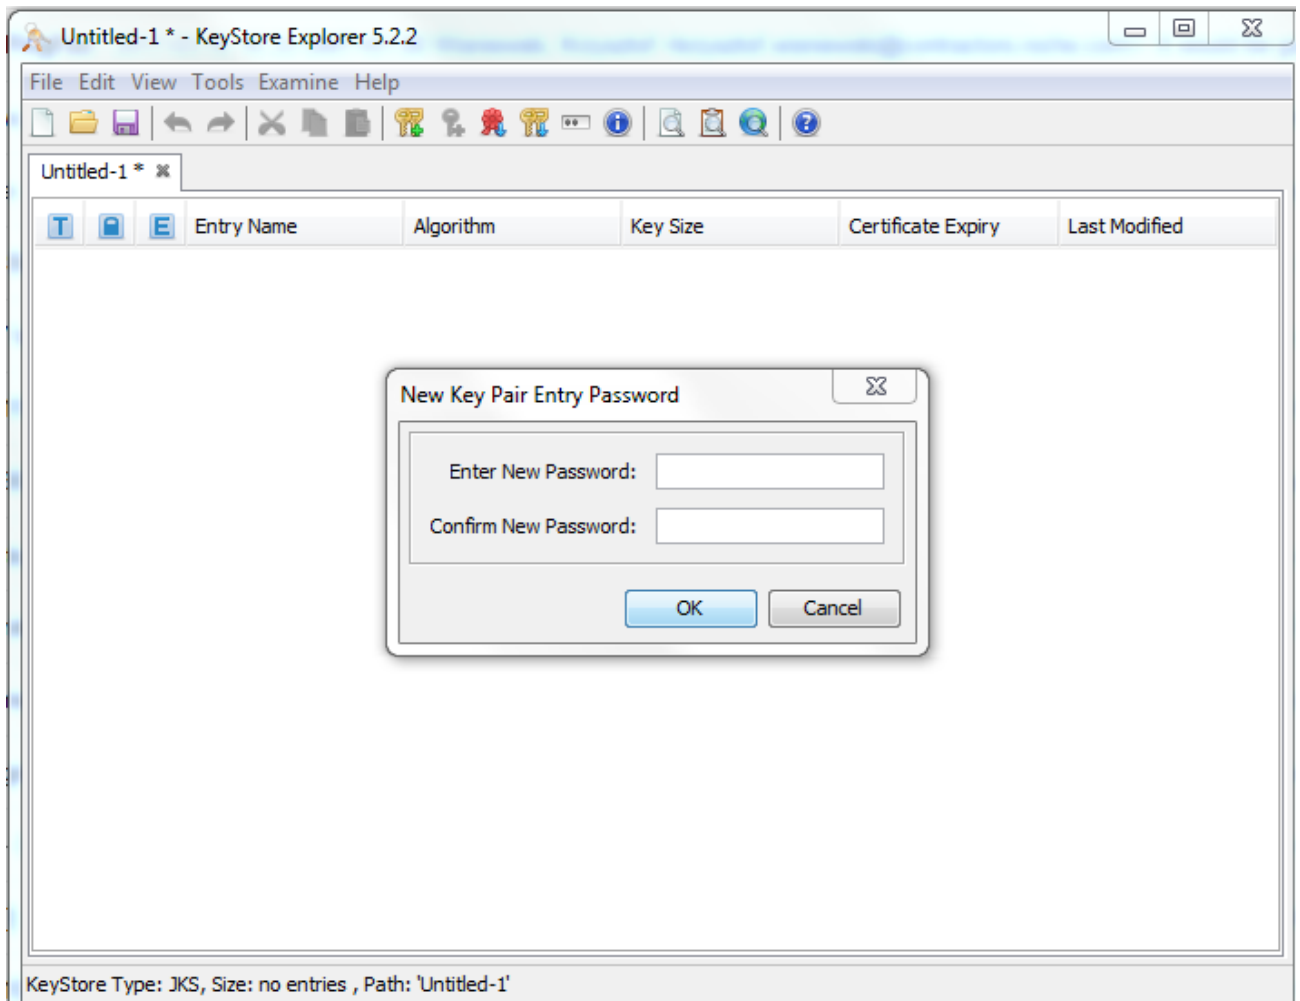 Untitled-1 * - KeyStore Explorer 5.2.2
File Edit View Tools Examine Help
Untitled-1 *
T E Entry Name Algorithm Key Size Certificate Expiry Last Modified
New Key Pair Entry Password
Enter New Password:
Confirm New Password:
OK Cancel
KeyStore Type: JKS, Size: no entries , Path: 'Untitled-1'